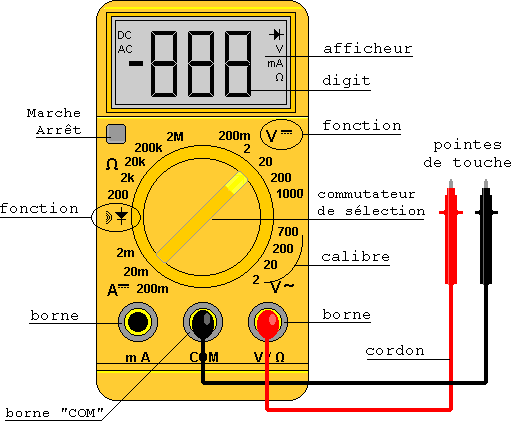 DC
AC
-888
V
mA
Ω
afficheur
digit
Marche
Arrêt
fonction
pointes
de touche
2M
200k
20k
2k
200
Ω
200m
2
20
200
1000
V
fonction
commutateur
de sélection
700
200
20
2
V~
calibre
2m
20m
200m
A
borne
borne
mA
COM
V/Ω
cordon
borne "COM"